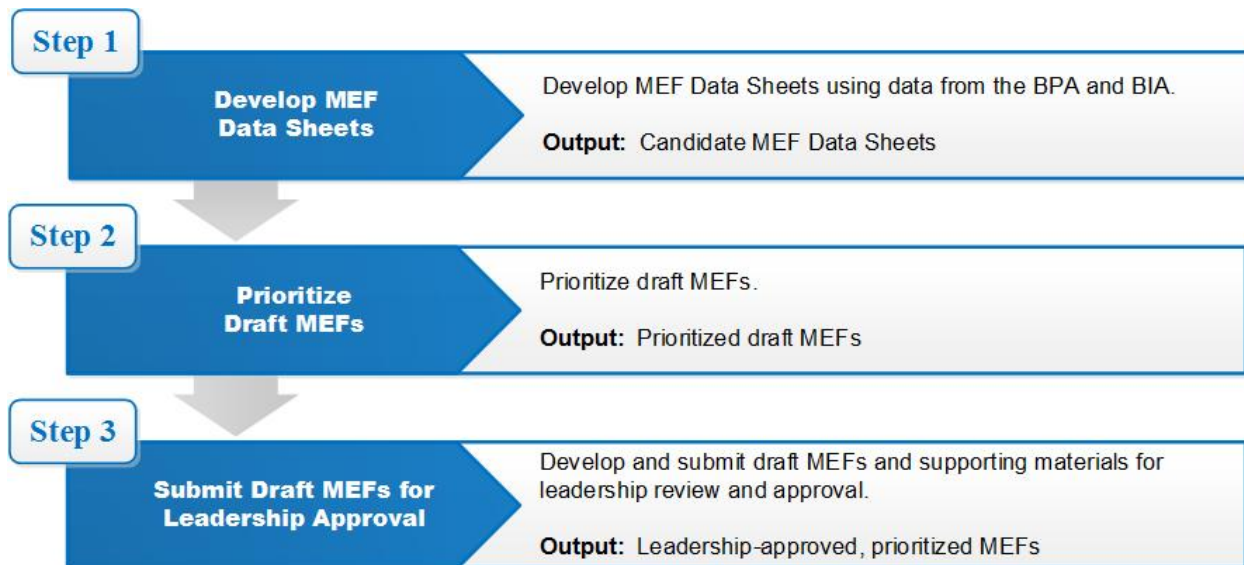 Step 1
Develop MEF
Data Sheets
Develop MEF Data Sheets using data from the BPA and BIA.
Output: Candidate MEF Data Sheets
Step 2
Prioritize
Draft MEFs
Prioritize draft MEFs.
Output: Prioritized draft MEFs
Step 3
Submit Draft MEFs for
Leadership Approval
Develop and submit draft MEFs and supporting materials for
leadership review and approval.
Output: Leadership-approved, prioritized MEFs